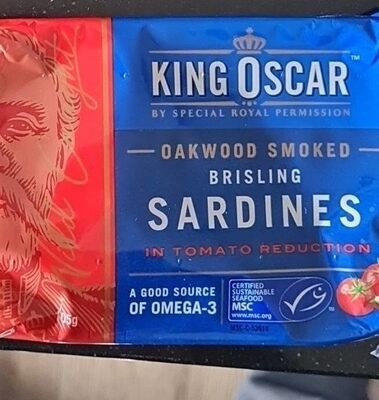 KING OSCAR™
BY SPECIAL ROYAL PERMISSION
OAKWOOD SMOKED
BRISLING
SARDINES
IN TOMATO REDUCTION
A GOOD SOURCE
OF OMEGA-3
CERTIFIED
SUSTAINABLE
SEAFOOD
MSC
www.msc.org